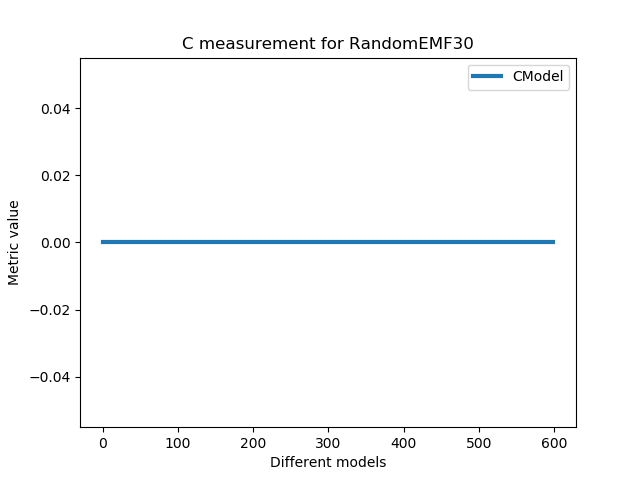 C measurement for RandomEMF30
CModel
Metric value
0.04
0.02
0.00
−0.02
−0.04
0 100 200 300 400 500 600
Different models